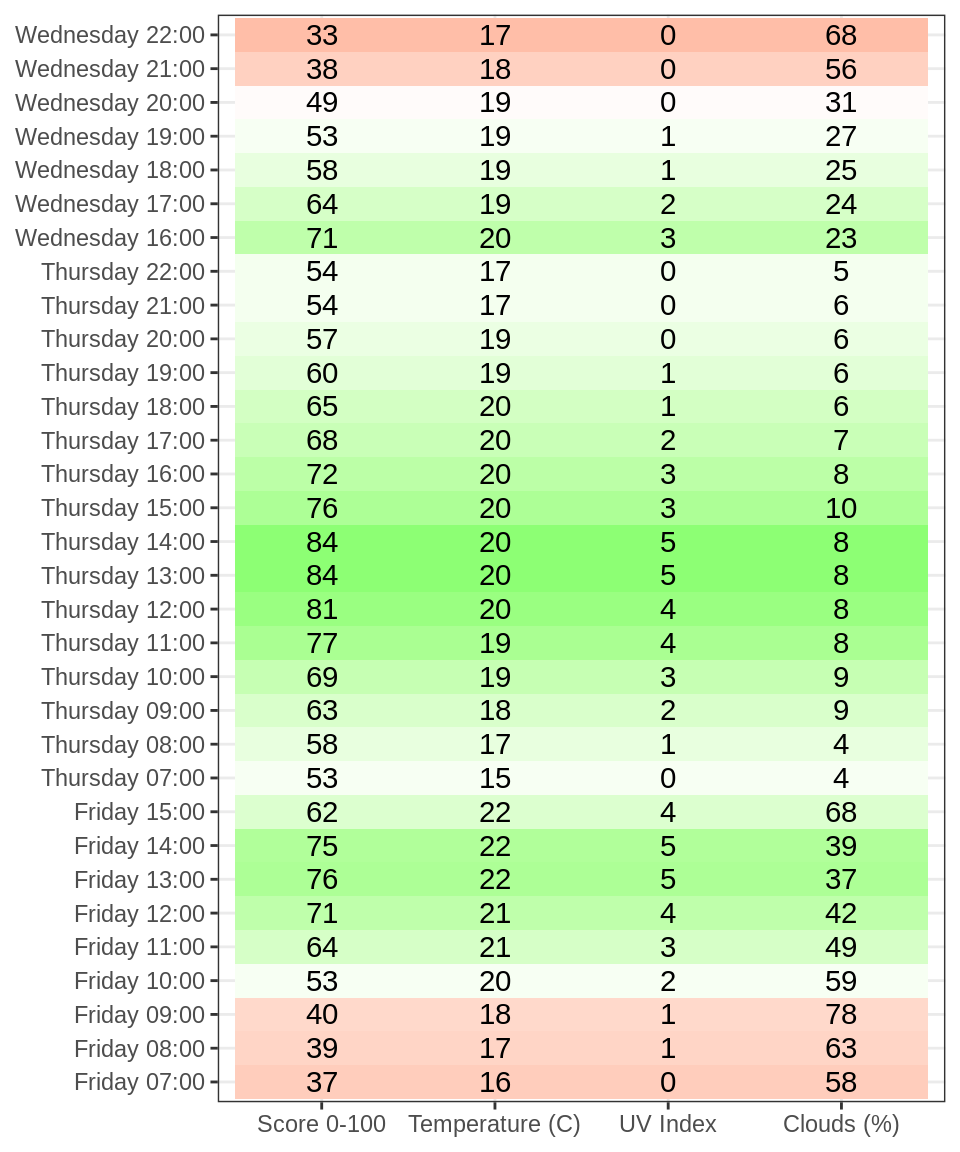 Wednesday 22:00 33 17 0 68
Wednesday 21:00 38 18 0 56
Wednesday 20:00 49 19 0 31
Wednesday 19:00 53 19 1 27
Wednesday 18:00 58 19 1 25
Wednesday 17:00 64 19 2 24
Wednesday 16:00 71 20 3 23
Thursday 22:00 54 17 0 5
Thursday 21:00 54 17 0 6
Thursday 20:00 57 19 0 6
Thursday 19:00 60 19 1 6
Thursday 18:00 65 20 1 6
Thursday 17:00 68 20 2 7
Thursday 16:00 72 20 3 8
Thursday 15:00 76 20 3 10
Thursday 14:00 84 20 5 8
Thursday 13:00 84 20 5 8
Thursday 12:00 81 20 4 8
Thursday 11:00 77 19 4 8
Thursday 10:00 69 19 3 9
Thursday 09:00 63 18 2 9
Thursday 08:00 58 17 1 4
Thursday 07:00 53 15 0 4
Friday 15:00 62 22 4 68
Friday 14:00 75 22 5 39
Friday 13:00 76 22 5 37
Friday 12:00 71 21 4 42
Friday 11:00 64 21 3 49
Friday 10:00 53 20 2 59
Friday 09:00 40 18 1 78
Friday 08:00 39 17 1 63
Friday 07:00 37 16 0 58
Score 0-100 Temperature (C) UV Index Clouds (%)